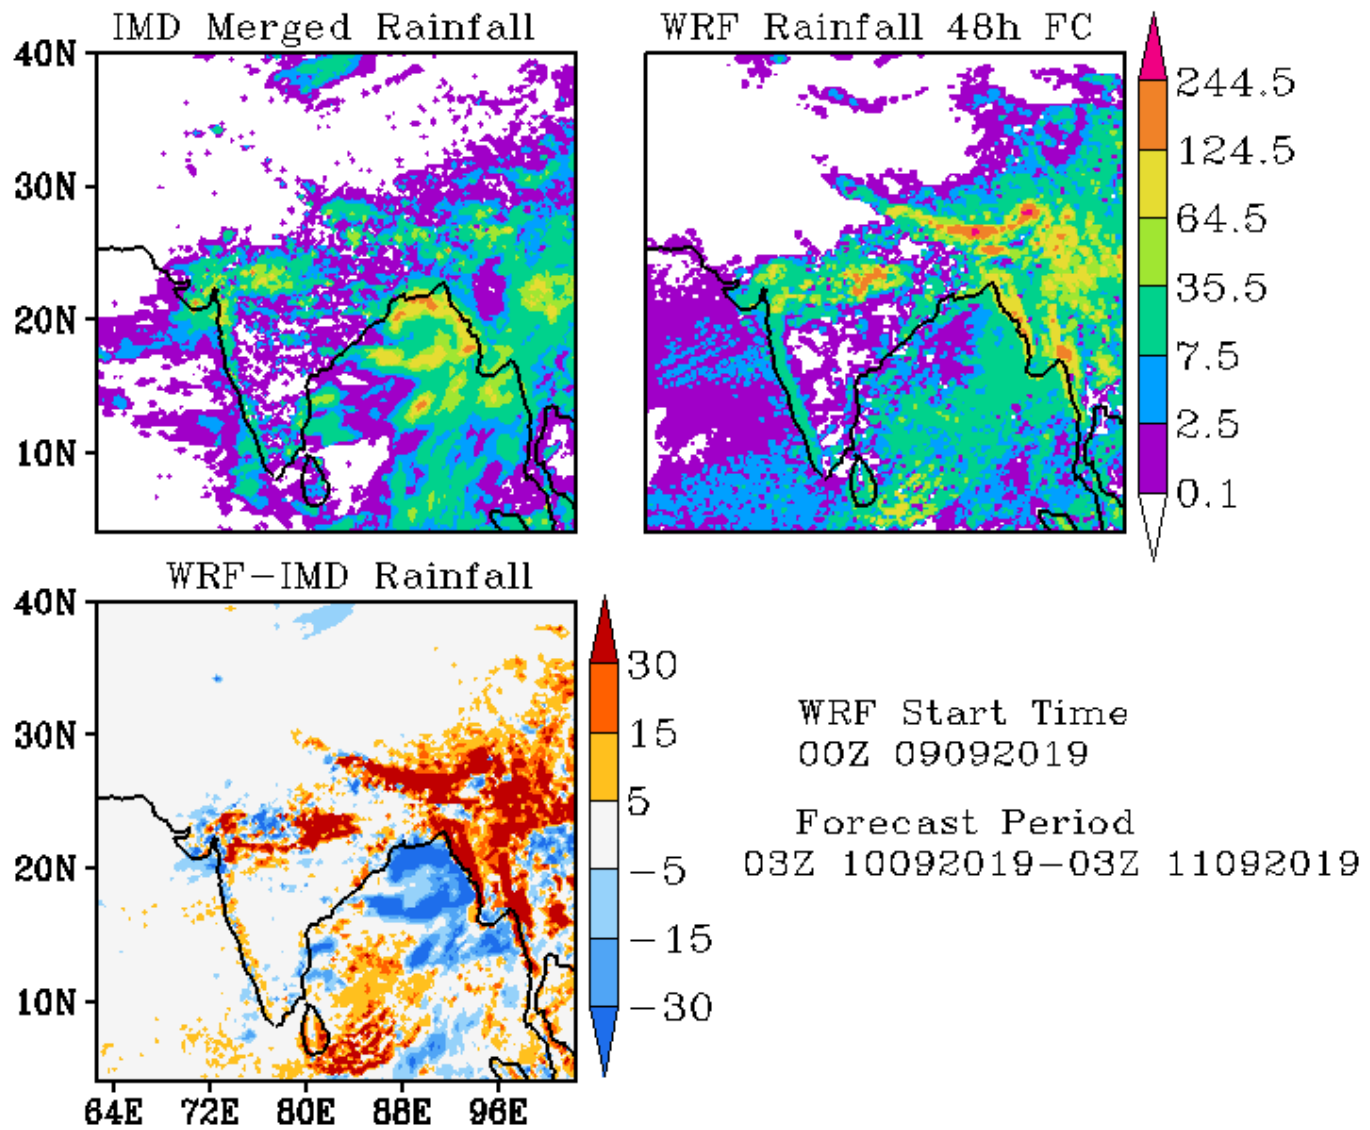 IMD Merged Rainfall
WRF Rainfall 48h FC
40N
30N
20N
10N
244.5
124.5
64.5
35.5
7.5
2.5
0.1
WRF-IMD Rainfall
40N
30N
20N
10N
64E 72E 80E 88E 96E
30
15
5
-5
-15
-30
WRF Start Time
00Z 09092019
Forecast Period
03Z 10092019-03Z 11092019